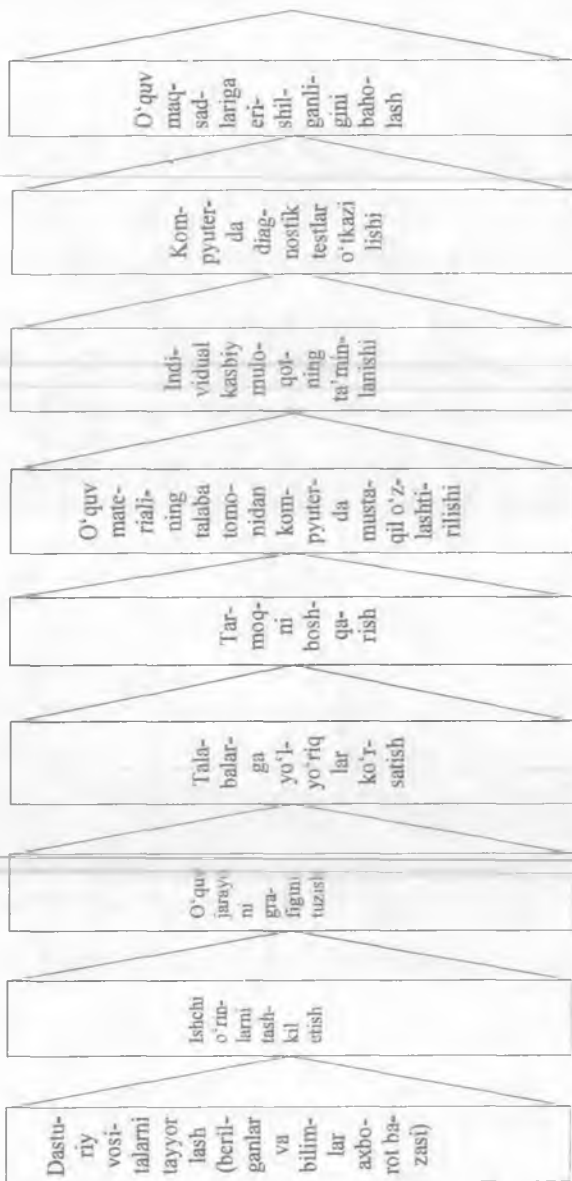 Dastu-
riy
vosi-
talarni
tayyor
lash
(beril-
ganlar
va
bilim-
lar
axbo-
rot ba-
zasi)
Ishchi
o‘rin-
larni
tash-
kil
etish
O‘quv
jarayo
ni
gra-
figini
tuzish
Tala-
balar-
ga
yo‘l-
yo‘riq
lar
ko‘r-
satish
Tar-
moq-
ni
bosh-
qa-
rish
O‘quv
mate-
riali-
ning
talaba
tomo-
nidan
kom-
pyuter-
da
musta-
qil o‘z-
lashti-
rilishi
Indi-
vidual
kasbiy
mulo-
qot-
ning
ta’min-
lanishi
Kom-
pyuter-
da
diag-
nostik
testlar
o‘tkazi
lishi
O‘quv
maq-
sad-
lariga
eri-
shil-
ganli-
gini
baho-
lash